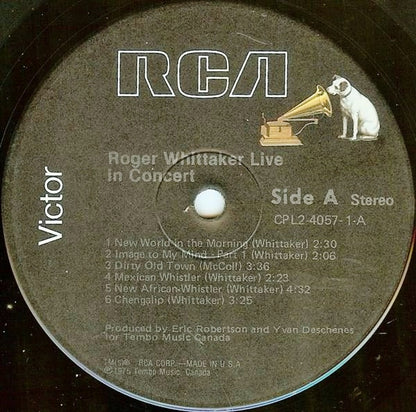 RCA
Victor
Roger Whittaker Live
in Concert
Side A Stereo
CPL2-4057-1-A
1 New World in the Morning (Whittaker) 2:30
2 Image to My Mind - Part 1 (Whittaker) 2:06
3 Dirty Old Town (McColl) 3:36
4 Mexican Whistler (Whittaker) 2:23
5 New African Whistler (Whittaker) 4:32
6 Chengalip (Whittaker) 3:25
Produced by Eric Robertson and Yvan Deschenes
for Tembo Music Canada
RCA CORP.—MADE IN U.S.A.
℗1975 Tembo Music, Canada